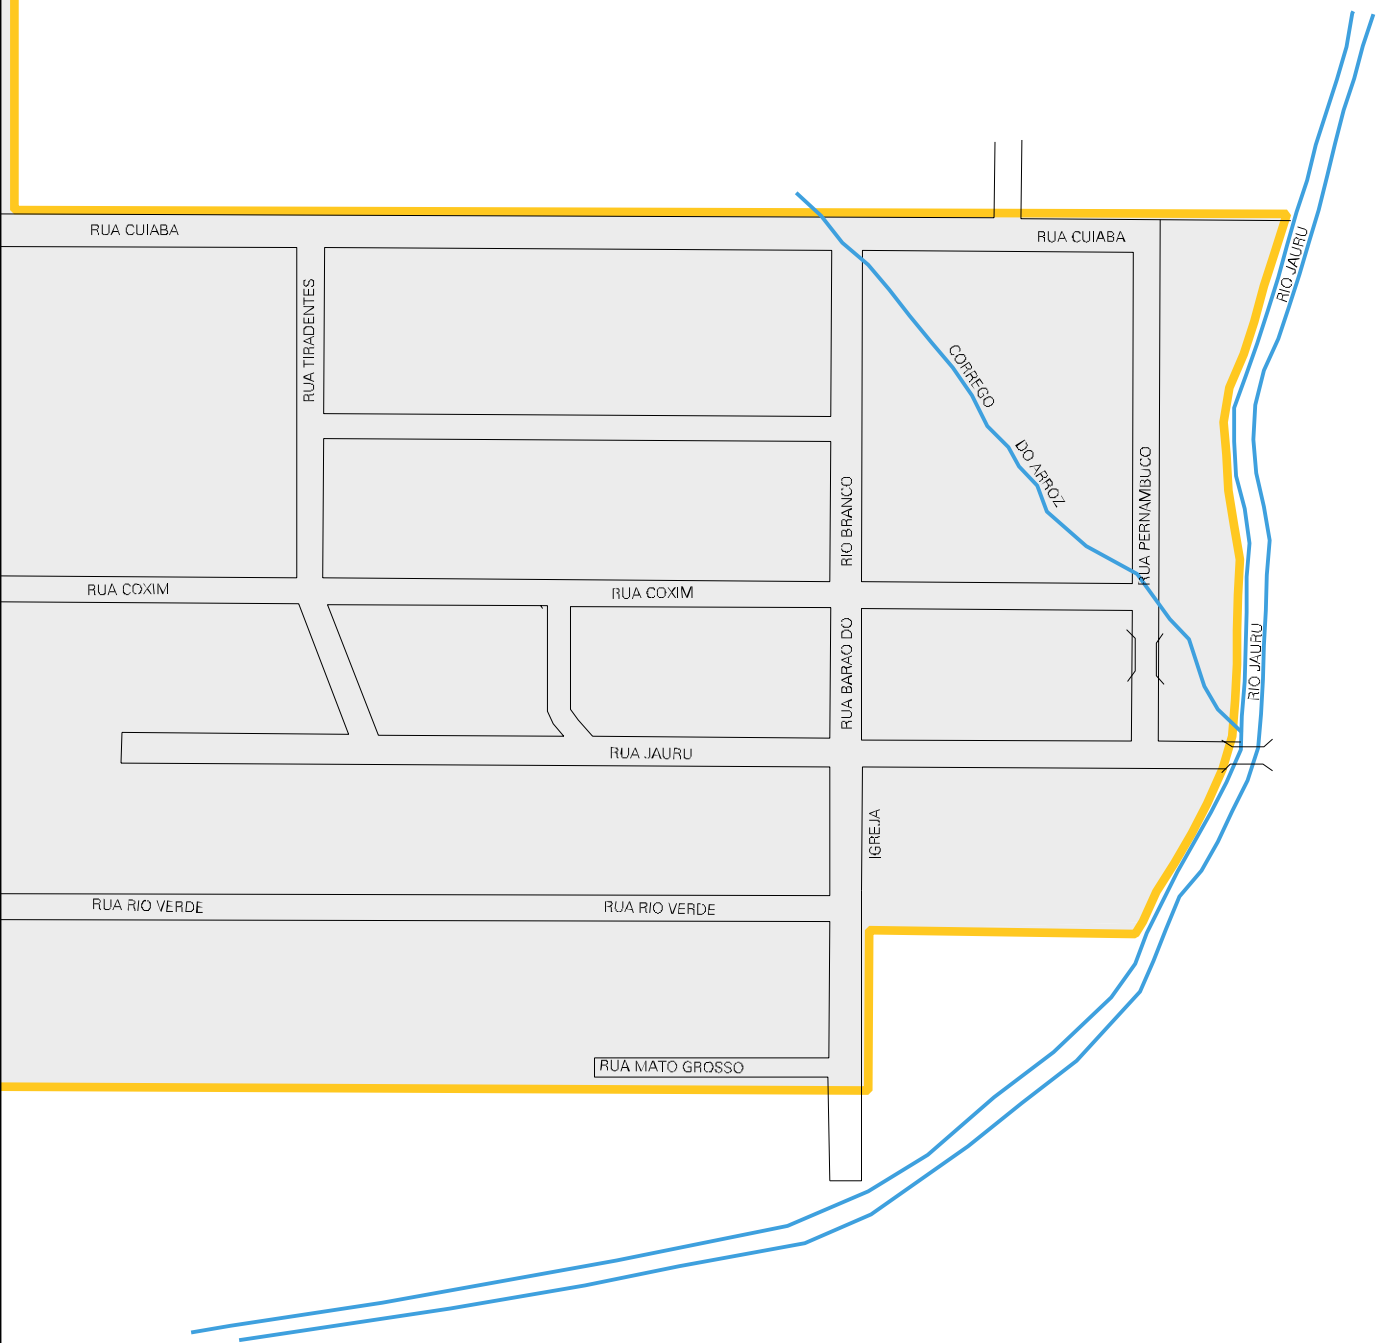 RUA CUIABA
RUA CUIABA
RIO JAURU
RUA TIRADENTES
CORREGO
DO ARROZ
RIO BRANCO
RUA PERNAMBUCO
RUA COXIM
RUA COXIM
RUA BARAO DO
RIO JAURU
RUA JAURU
IGREJA
RUA RIO VERDE
RUA RIO VERDE
RUA MATO GROSSO